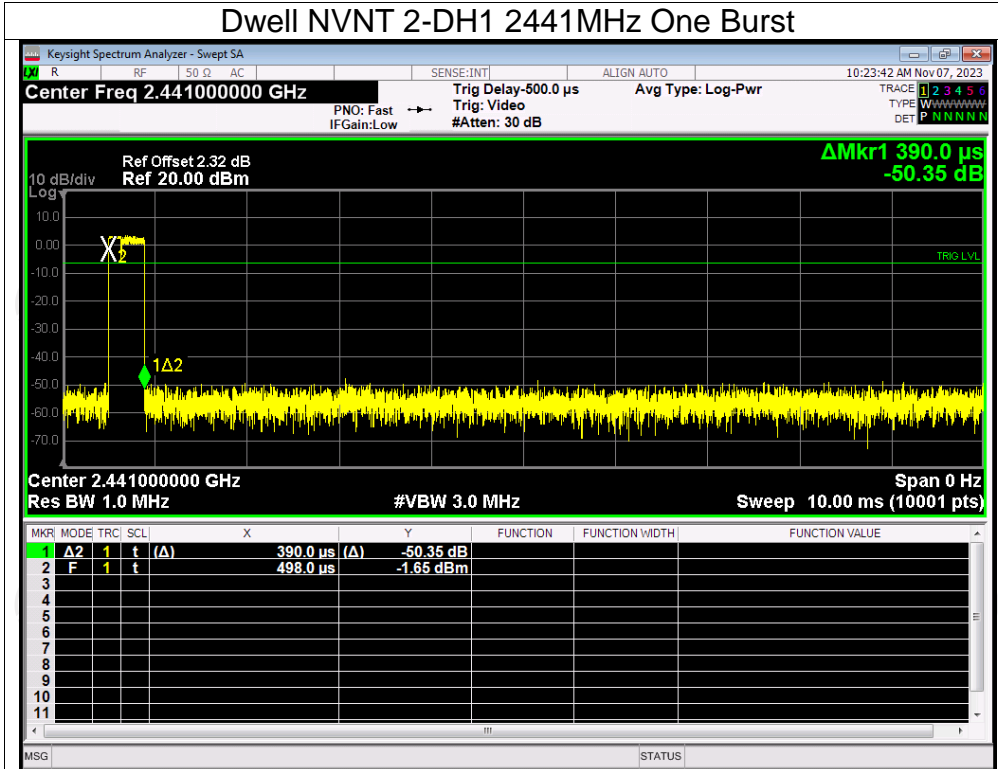 Dwell NVNT 2-DH1 2441MHz One Burst
Keysight Spectrum Analyzer - Swept SA
LXI R RF 50 Ω AC SENSE:INT ALIGN AUTO 10:23:42 AM Nov 07, 2023
Center Freq 2.441000000 GHz
PNO: Fast
IFGain:Low
Trig Delay-500.0 µs
Trig: Video
#Atten: 30 dB
Avg Type: Log-Pwr
TRACE 1 2 3 4 5 6
TYPE WWWWWW
DET P N N N N N
ΔMkr1 390.0 µs
-50.35 dB
Ref Offset 2.32 dB
10 dB/div Ref 20.00 dBm
Log
10.0
0.00
-10.0
-20.0
-30.0
-40.0
-50.0
-60.0
-70.0
X2
TRIG LVL
1Δ2
Center 2.441000000 GHz Span 0 Hz
Res BW 1.0 MHz #VBW 3.0 MHz Sweep 10.00 ms (10001 pts)
MKR MODE TRC SCL X Y FUNCTION FUNCTION WIDTH FUNCTION VALUE
1 Δ2 1 t (Δ) 390.0 µs (Δ) -50.35 dB
2 F 1 t 498.0 µs -1.65 dBm
3
4
5
6
7
8
9
10
11
MSG STATUS